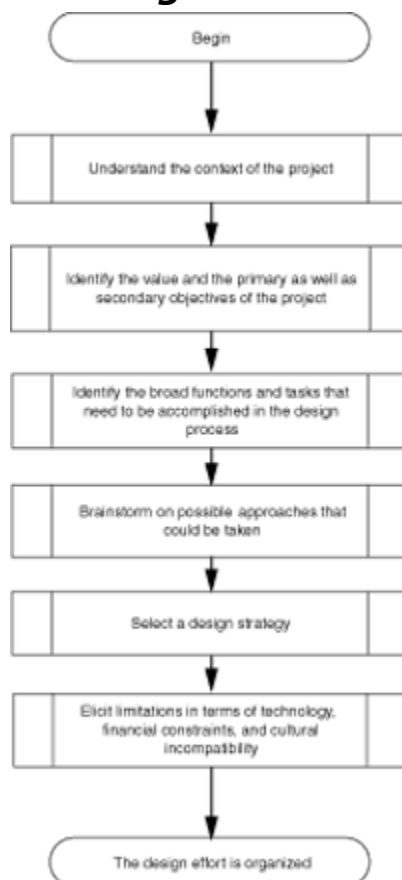 Begin
Understand the context of the project
Identify the value and the primary as well as
secondary objectives of the project
Identify the broad functions and tasks that
need to be accomplished in the design
process
Brainstorm on possible approaches that
could be taken
Select a design strategy
Elicit limitations in terms of technology,
financial constraints, and cultural
incompatibility
The design effort is organized